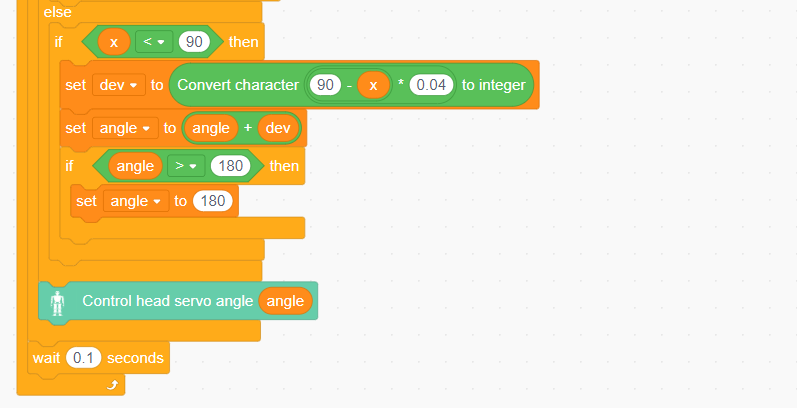 else
if x < 90 then
set dev to Convert character 90 - x * 0.04 to integer
set angle to angle + dev
if angle > 180 then
set angle to 180
Control head servo angle angle
wait 0.1 seconds